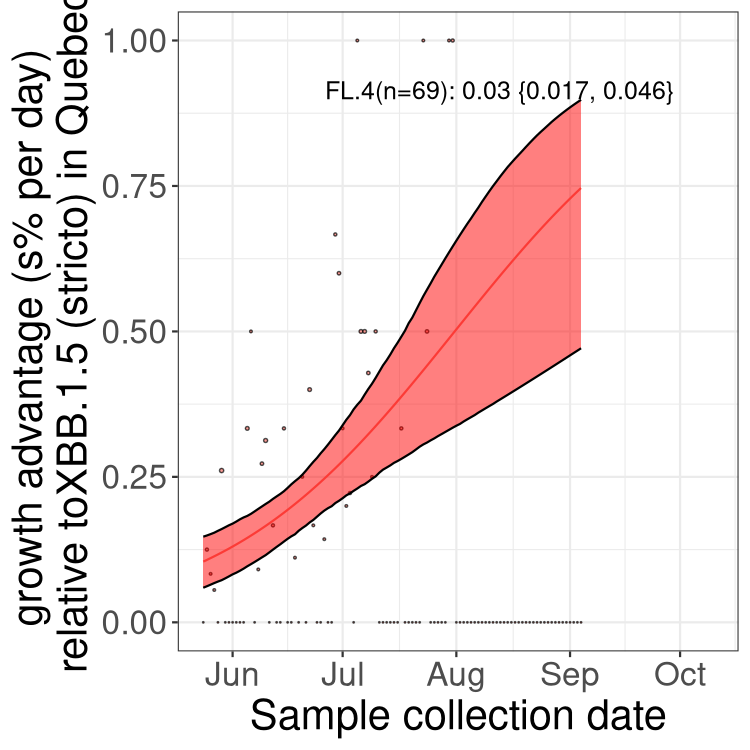 growth advantage (s% per day)
relative toXBB.1.5 (stricto) in Quebec
1.00
0.75
0.50
0.25
0.00
FL.4(n=69): 0.03 {0.017, 0.046}
Jun Jul Aug Sep Oct
Sample collection date